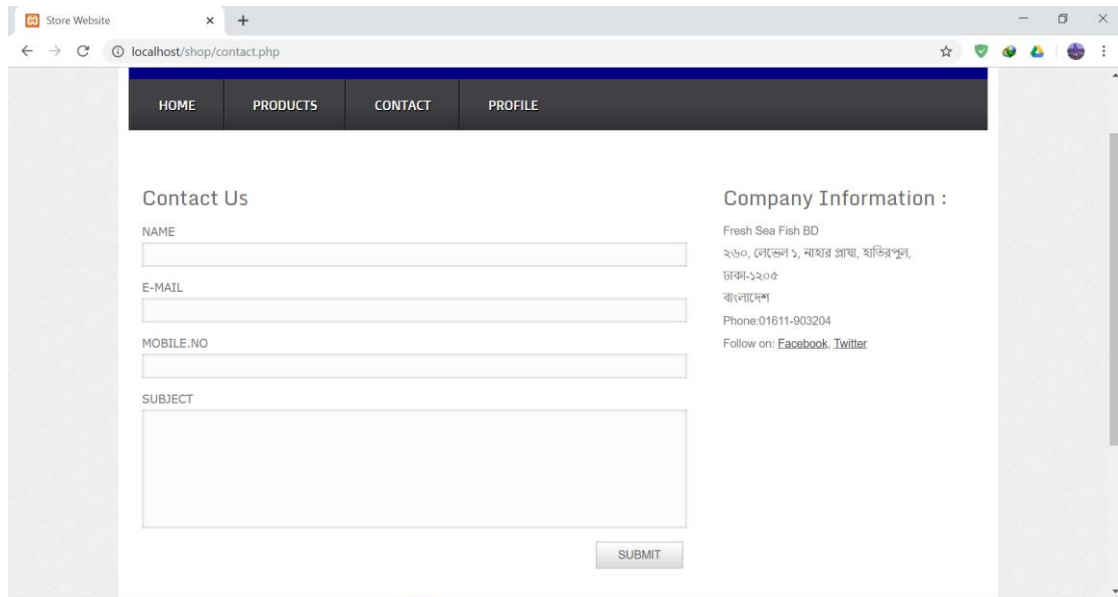 Store Website
localhost/shop/contact.php
HOME PRODUCTS CONTACT PROFILE
Contact Us
NAME
E-MAIL
MOBILE.NO
SUBJECT
SUBMIT
Company Information :
Fresh Sea Fish BD
২৬০, লেভেল ১, নাহার প্লাযা, হাতিরপুল,
ঢাকা-১২০৫
বাংলাদেশ
Phone:01611-903204
Follow on: Facebook, Twitter